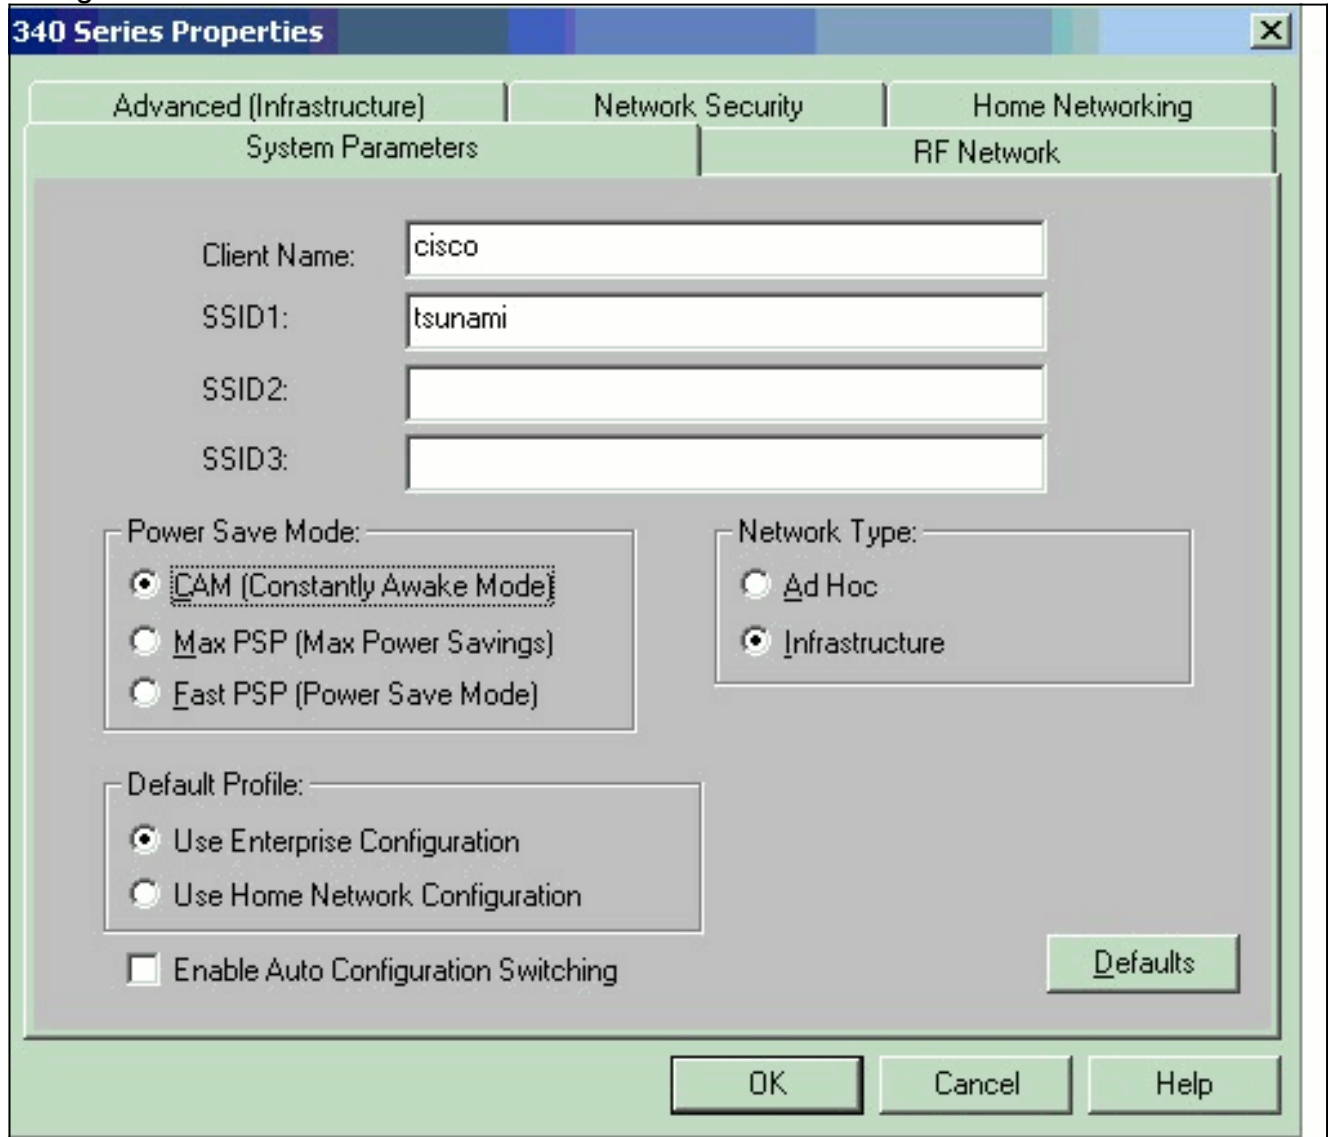 340 Series Properties
Advanced (Infrastructure) Network Security Home Networking
System Parameters RF Network
Client Name: cisco
SSID1: tsunami
SSID2:
SSID3:
Power Save Mode:
CAM (Constantly Awake Mode)
Max PSP (Max Power Savings)
Fast PSP (Power Save Mode)
Network Type:
Ad Hoc
Infrastructure
Default Profile:
Use Enterprise Configuration
Use Home Network Configuration
Enable Auto Configuration Switching
Defaults
OK Cancel Help